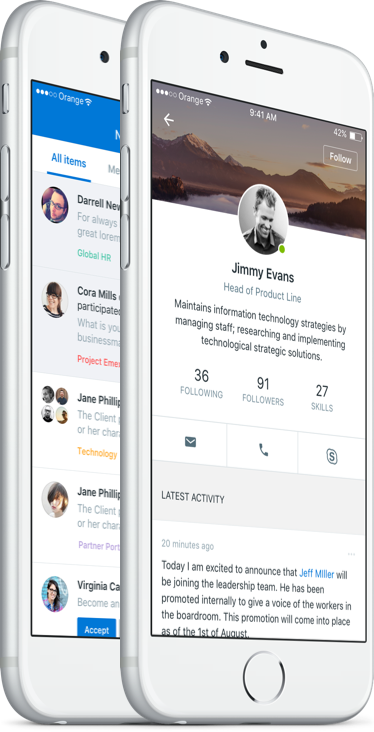 Orange
N
All items
Me
Darrell New
For always
great lorem
Global HR
Cora Mills
participated
What is you
businessma
Project Eme
Jane Phillip
The Client p
or her chara
Technology
Jane Phillip
The Client p
or her chara
Partner Port
Virginia Ca
Become an
Accept
Orange
9:41 AM
42%
Follow
Jimmy Evans
Head of Product Line
Maintains information technology strategies by
managing staff; researching and implementing
technological strategic solutions.
36
FOLLOWING
91
FOLLOWERS
27
SKILLS
LATEST ACTIVITY
20 minutes ago
Today I am excited to announce that Jeff MIller will
be joining the leadership team. He has been
promoted internally to give a voice of the workers in
the boardroom. This promotion will come into place
as of the 1st of August.